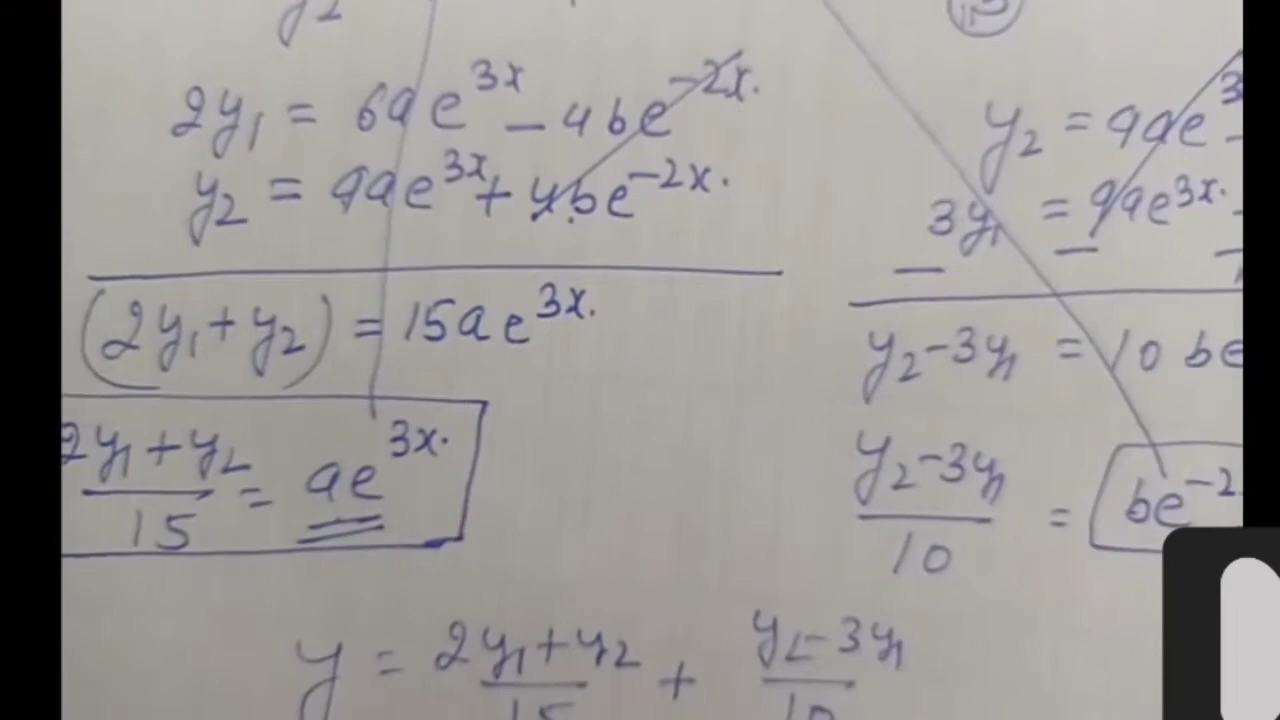 y₂
2y₁ = 6ae^3x - 4be^-2x.
y₂ = 9ae^3x + 4be^-2x.
(2y₁ + y₂) = 15ae^3x.
2y₁ + y₂ / 15 = ae^3x.
y₂ = 9ae^3
3y₁ = 9ae^3x.
y₂ - 3y₁ = 10 be
y₂ - 3y₁ / 10 = be^-2
y = 2y₁ + y₂ / 15 + y₂ - 3y₁ / 10